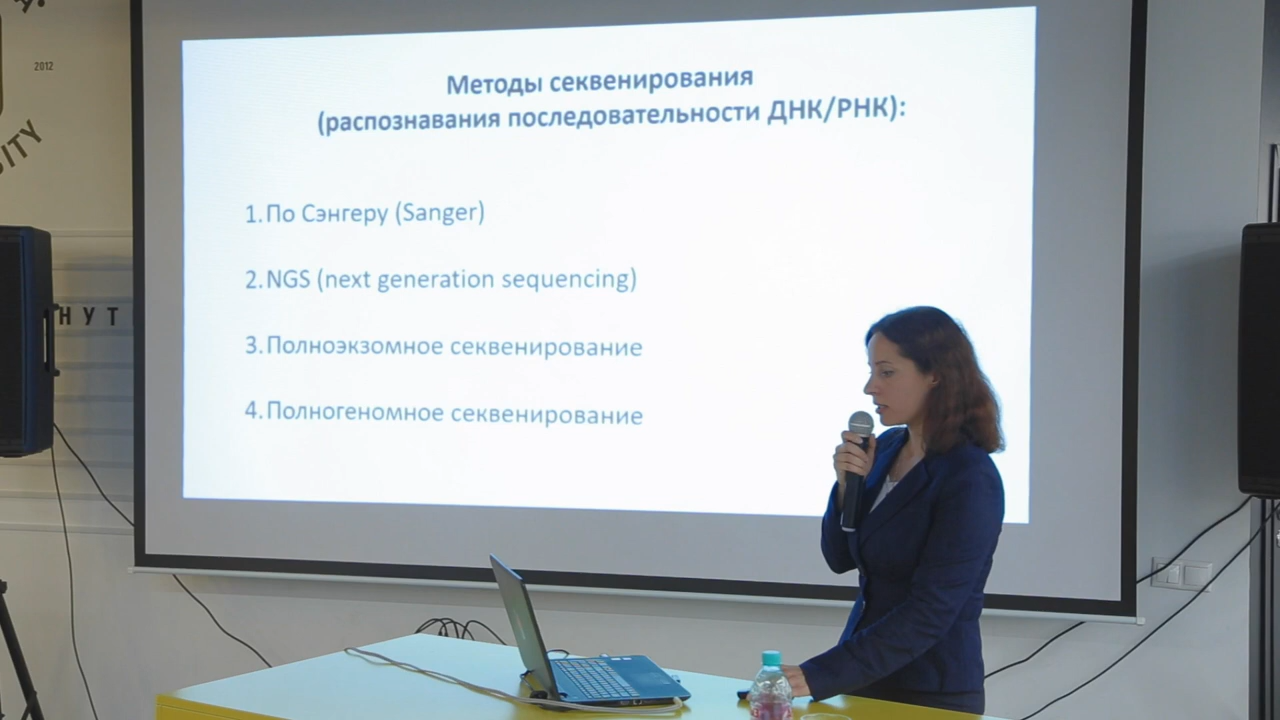 2012
SITY
НУТ
Методы секвенирования
(распознавания последовательности ДНК/РНК):
1. По Сэнгеру (Sanger)
2. NGS (next generation sequencing)
3. Полноэкзомное секвенирование
4. Полногеномное секвенирование